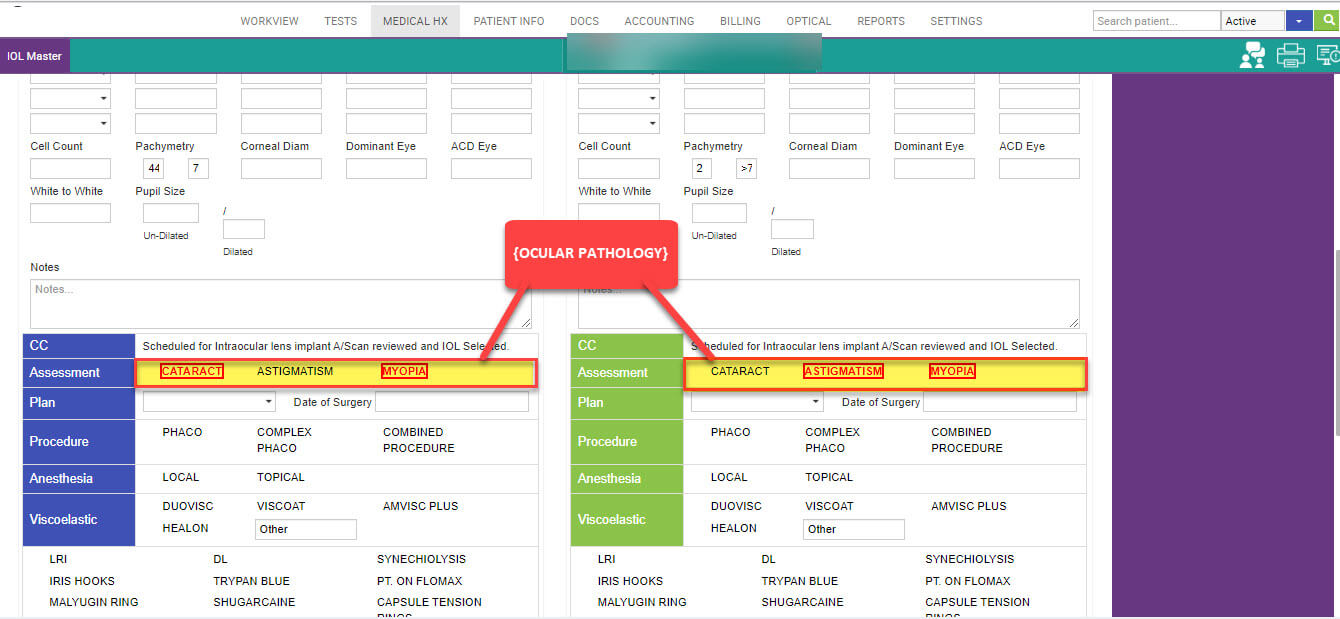 WORKVIEW TESTS MEDICAL HX PATIENT INFO DOCS ACCOUNTING BILLING OPTICAL REPORTS SETTINGS Search patient... Active
IOL Master
Cell Count Pachymetry Corneal Diam Dominant Eye ACD Eye
44 7
White to White Pupil Size
/
Un-Dilated
Dilated
Notes
Notes...
Cell Count Pachymetry Corneal Diam Dominant Eye ACD Eye
2 >7
White to White Pupil Size
/
Un-Dilated
Dilated
Notes...
{OCULAR PATHOLOGY}
CC Scheduled for Intraocular lens implant A/Scan reviewed and IOL Selected.
Assessment CATARACT ASTIGMATISM MYOPIA
Plan Date of Surgery
Procedure PHACO COMPLEX PHACO COMBINED PROCEDURE
Anesthesia LOCAL TOPICAL
Viscoelastic DUOVISC VISCOAT AMVISC PLUS
HEALON Other
LRI DL SYNECHIOLYSIS
IRIS HOOKS TRYPAN BLUE PT. ON FLOMAX
MALYUGIN RING SHUGARCAINE CAPSULE TENSION
RINGS
CC Scheduled for Intraocular lens implant A/Scan reviewed and IOL Selected.
Assessment CATARACT ASTIGMATISM MYOPIA
Plan Date of Surgery
Procedure PHACO COMPLEX PHACO COMBINED PROCEDURE
Anesthesia LOCAL TOPICAL
Viscoelastic DUOVISC VISCOAT AMVISC PLUS
HEALON Other
LRI DL SYNECHIOLYSIS
IRIS HOOKS TRYPAN BLUE PT. ON FLOMAX
MALYUGIN RING SHUGARCAINE CAPSULE TENSION
RINGS